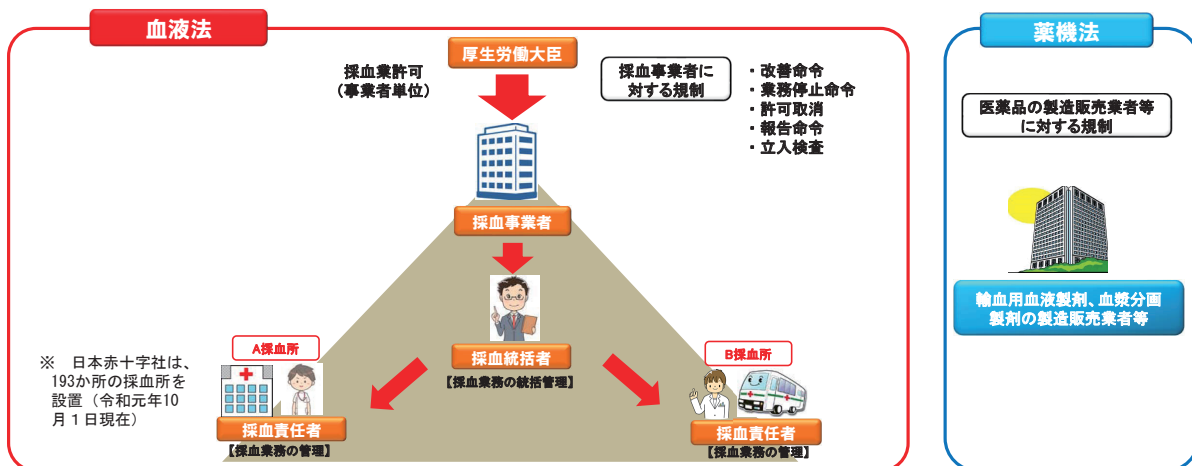 血液法
厚生労働大臣
採血業許可
(事業者単位)
採血事業者に
対する規制
・改善命令
・業務停止命令
・許可取消
・報告命令
・立入検査
採血事業者
採血統括者
【採血業務の統括管理】
A採血所
採血責任者
【採血業務の管理】
B採血所
採血責任者
【採血業務の管理】
※　日本赤十字社は、
193か所の採血所を
設置（令和元年10
月１日現在）
薬機法
医薬品の製造販売業者等
に対する規制
輸血用血液製剤、血漿分画
製剤の製造販売業者等